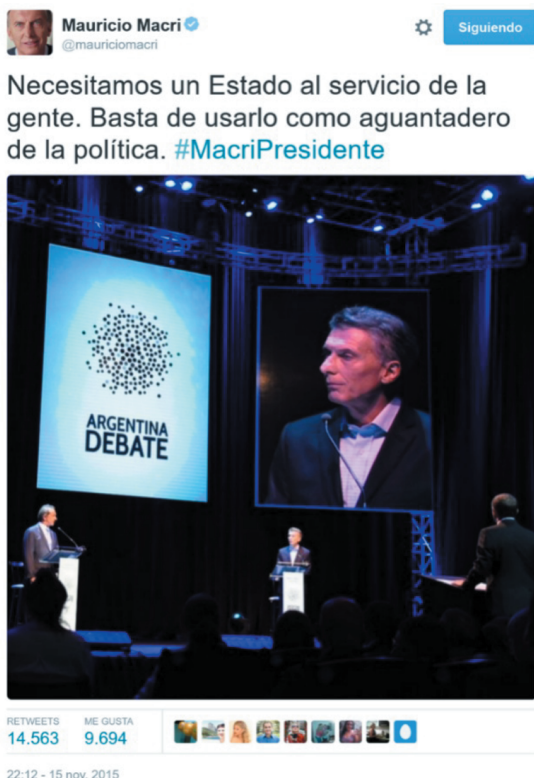 Mauricio Macri
@mauriciomacri
Siguiendo
Necesitamos un Estado al servicio de la
gente. Basta de usarlo como aguantadero
de la política. #MacriPresidente
ARGENTINA
DEBATE
RETWEETS
ME GUSTA
14.563
9.694
22:12 - 15 nov. 2015